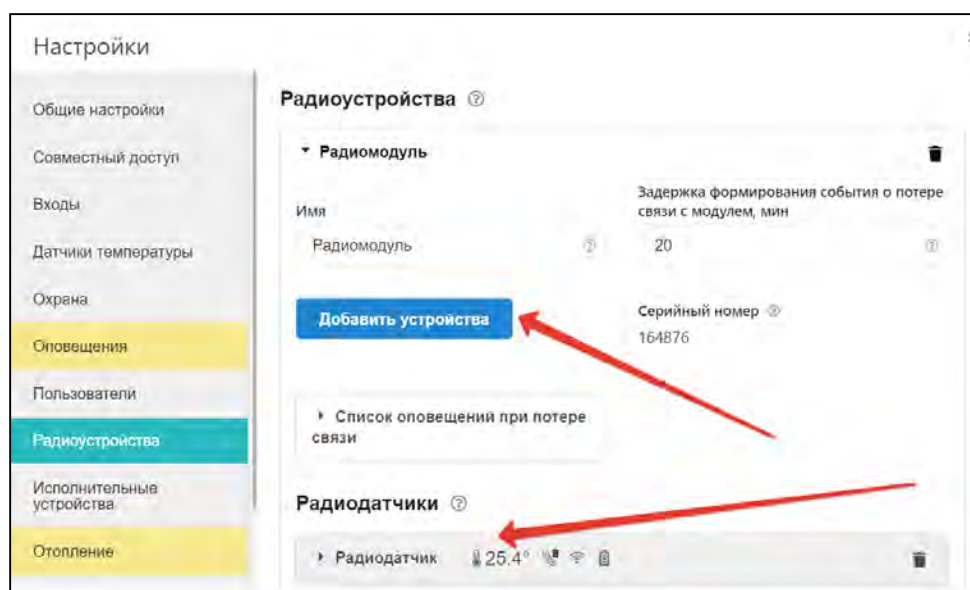 Настройки
Общие настройки
Совместный доступ
Входы
Датчики температуры
Охрана
Оповещения
Пользователи
Радиоустройства
Исполнительные
устройства
Отопление
Радиоустройства
Радиомодуль
Имя
Радиомодуль
Задержка формирования события о потере
связи с модулем, мин
20
Добавить устройства
Серийный номер
164876
Список оповещений при потере
связи
Радиодатчики
Радиодатчик 25.4°